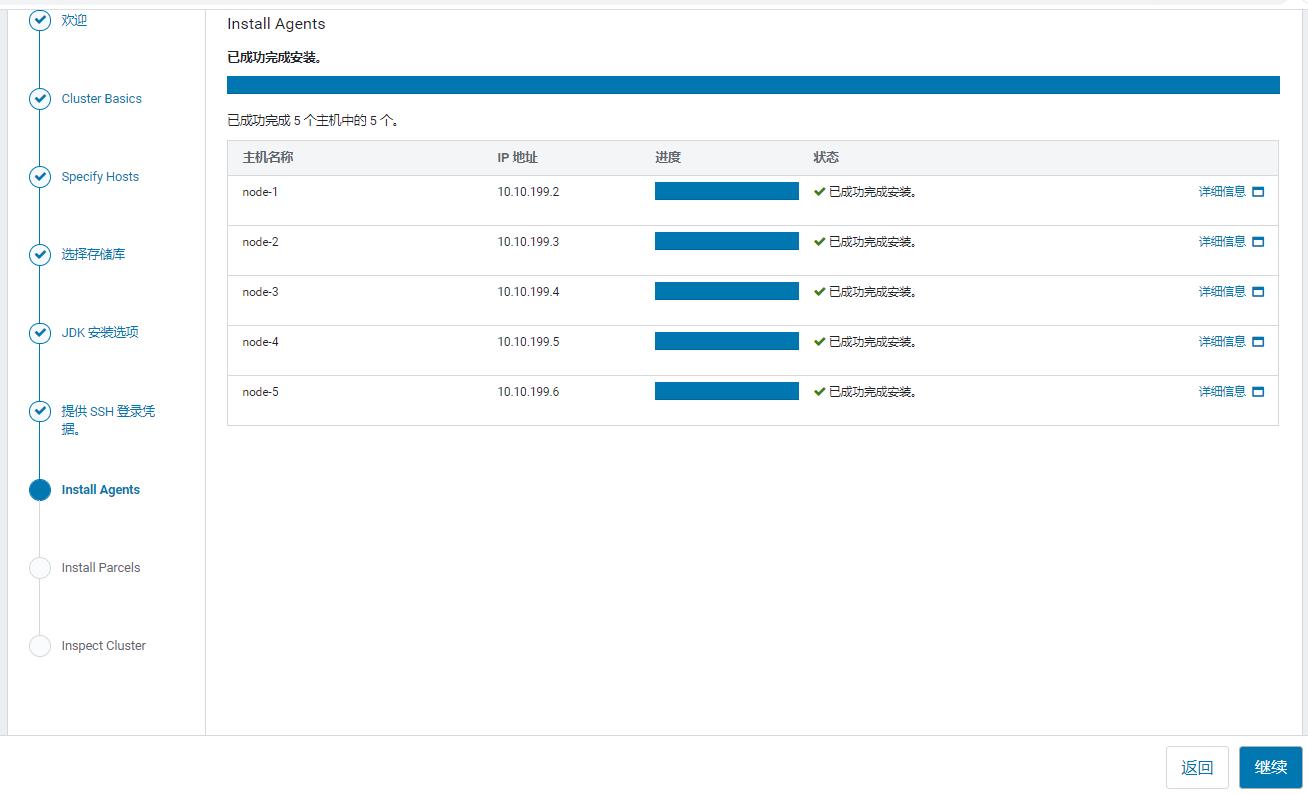 欢迎
Cluster Basics
Specify Hosts
选择存储库
JDK 安装选项
提供 SSH 登录凭
据。
Install Agents
Install Parcels
Inspect Cluster
Install Agents
已成功完成安装。
已成功完成 5 个主机中的 5 个。
主机名称 IP 地址 进度 状态
node-1 10.10.199.2 已成功完成安装。 详细信息
node-2 10.10.199.3 已成功完成安装。 详细信息
node-3 10.10.199.4 已成功完成安装。 详细信息
node-4 10.10.199.5 已成功完成安装。 详细信息
node-5 10.10.199.6 已成功完成安装。 详细信息
返回 继续